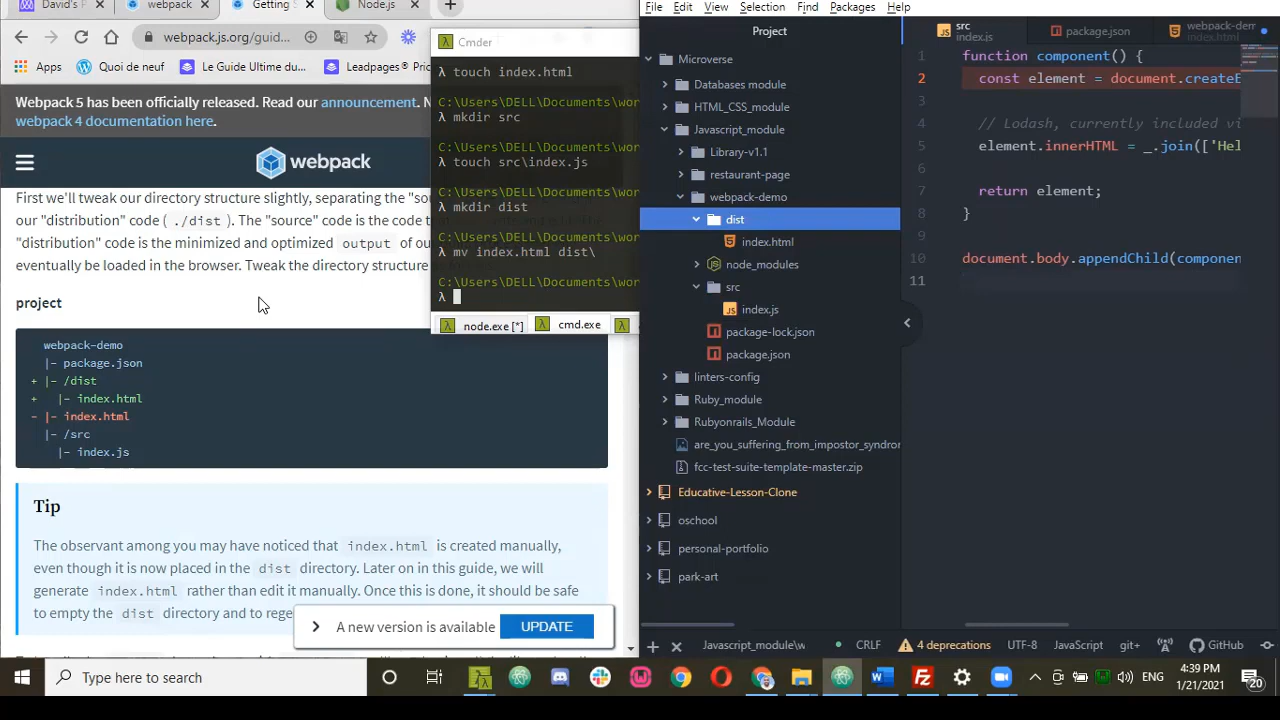 David's F
webpack
Getting
Node.js
webpack.js.org/guid...
Apps
Quoi de neuf
Le Guide Ultime du...
Leappages® Pric
Webpack 5 has been officially released. Read our announcement. N
webpack 4 documentation here.
webpack
First we'll tweak our directory structure slightly, separating the "so
our "distribution" code ( ./dist ). The "source" code is the code t
"distribution" code is the minimized and optimized output of ou
eventually be loaded in the browser. Tweak the directory structure
project
webpack-demo
|- package.json
+ |- /dist
+   |- index.html
- |- index.html
|- /src
|- index.js
Tip
The observant among you may have noticed that index.html is created manually,
even though it is now placed in the dist directory. Later on in this guide, we will
generate index.html rather than edit it manually. Once this is done, it should be safe
to empty the dist directory and to rege
A new version is available
UPDATE
Cmder
λ touch index.html
C:\Users\DELL\Documents\wor
λ mkdir src
C:\Users\DELL\Documents\wor
λ touch src\index.js
C:\Users\DELL\Documents\wor
λ mkdir dist
C:\Users\DELL\Documents\wor
λ mv index.html dist\
C:\Users\DELL\Documents\wor
λ
node.exe [*]
cmd.exe
File Edit View Selection Find Packages Help
Project
Microverse
Databases module
HTML_CSS_module
Javascript_module
Library-v1.1
restaurant-page
webpack-demo
dist
index.html
node_modules
src
index.js
package-lock.json
package.json
linters-config
Ruby_module
Rubyonrails_Module
are_you_suffering_from_impostor_syndron
fcc-test-suite-template-master.zip
Educative-Lesson-Clone
oschool
personal-portfolio
park-art
src
index.js
package.json
webpack-dem
index.html
1 function component() {
2 const element = document.createE
3
4 // Lodash, currently included vi
5 element.innerHTML = _.join(['Hel
6
7 return element;
8 }
9
10 document.body.appendChild(componen
11
Javascript_module\w
CRLF
4 deprecations
UTF-8
JavaScript
git+
GitHub
Type here to search
ENG
4:39 PM
1/21/2021
20